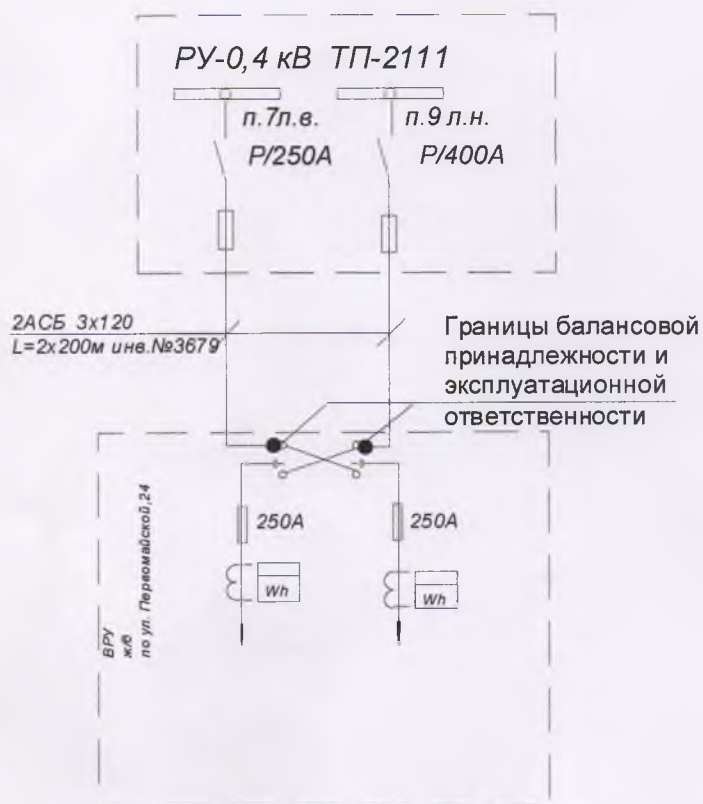 РУ-0,4 кВ ТП-2111
п.7л.в.
п.9 л.н.
Р/250А
Р/400А
2АСБ 3х120
L=2х200м инв.№3679
Границы балансовой
принадлежности и
эксплуатационной
ответственности
250А
250А
Wh
Wh
ВРУ
ж/д
по ул. Первомайской,24